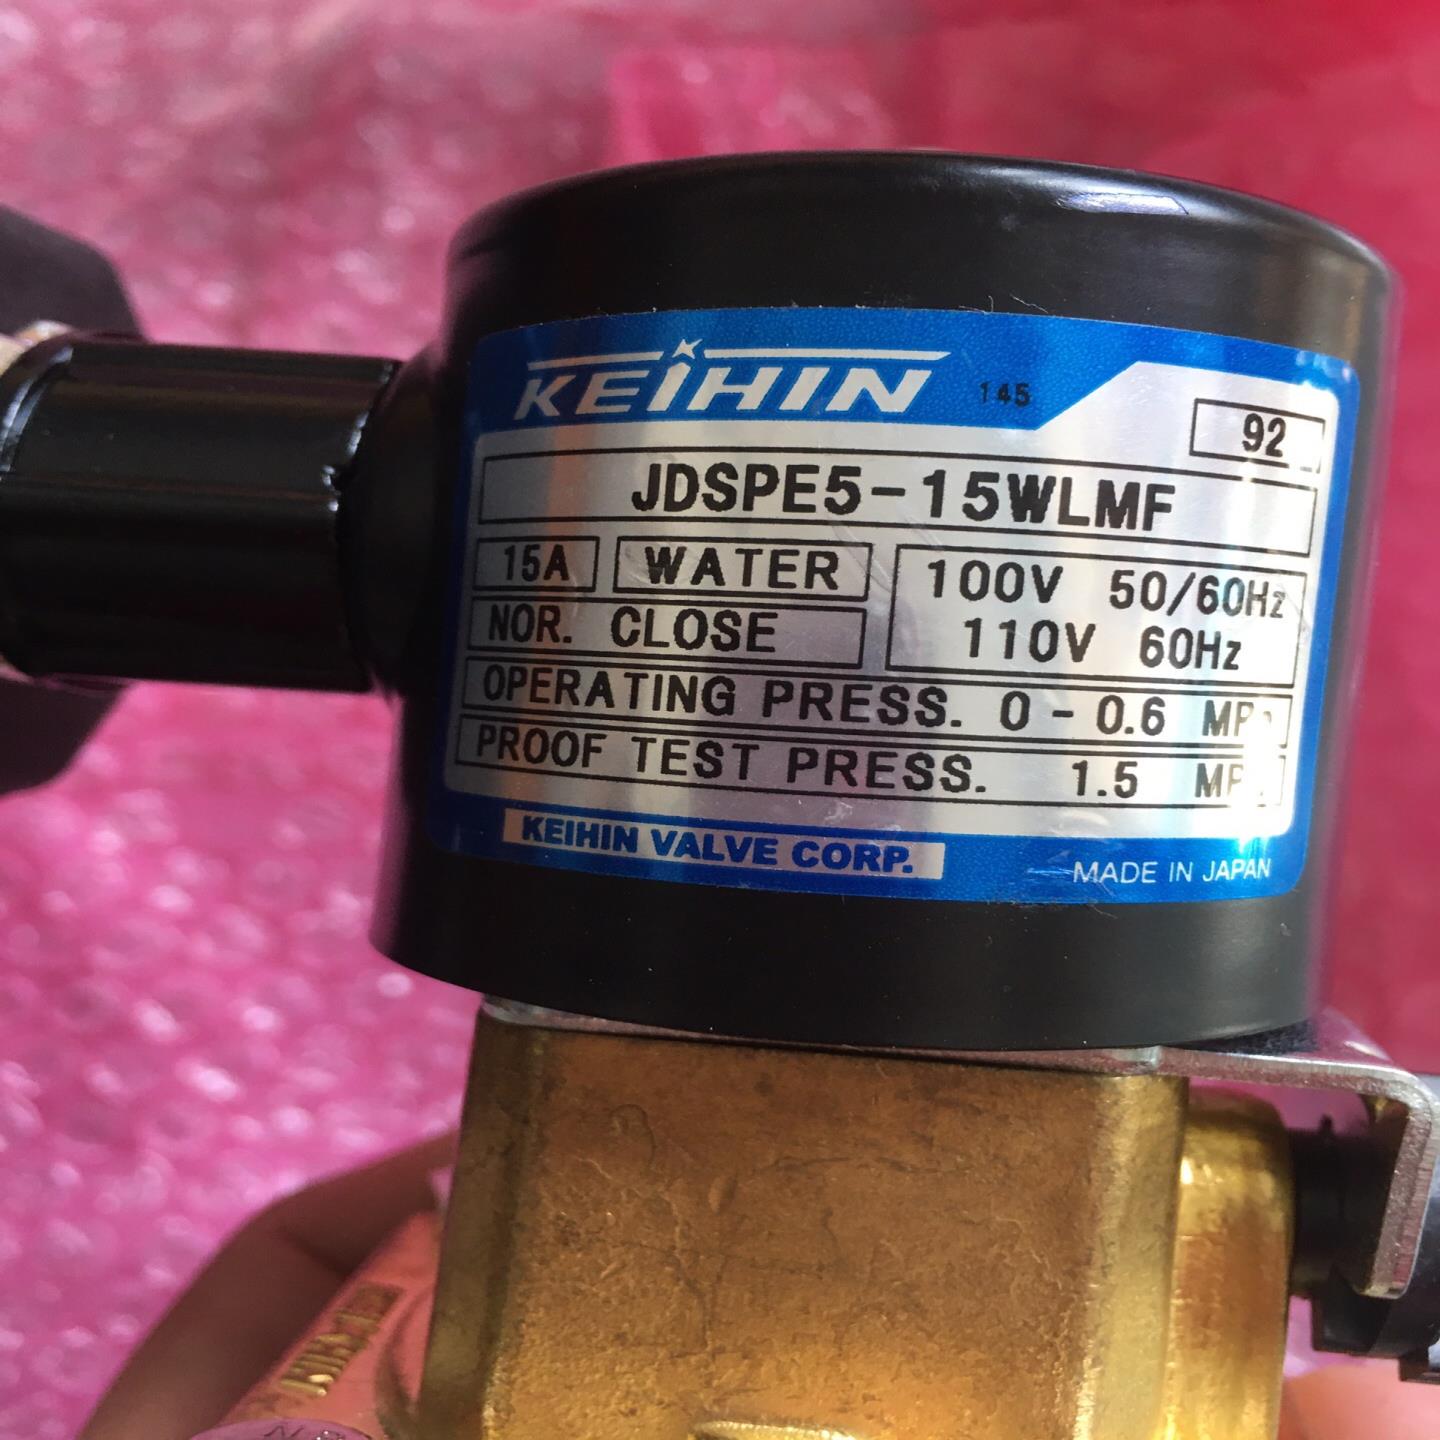 KEIHIN 145
92
JDSPE5-15WLMF
15A WATER 100V 50/60Hz
NOR. CLOSE 110V 60Hz
OPERATING PRESS. 0 - 0.6 MPa
PROOF TEST PRESS. 1.5
KEIHIN VALVE CORP.
MADE IN JAPAN